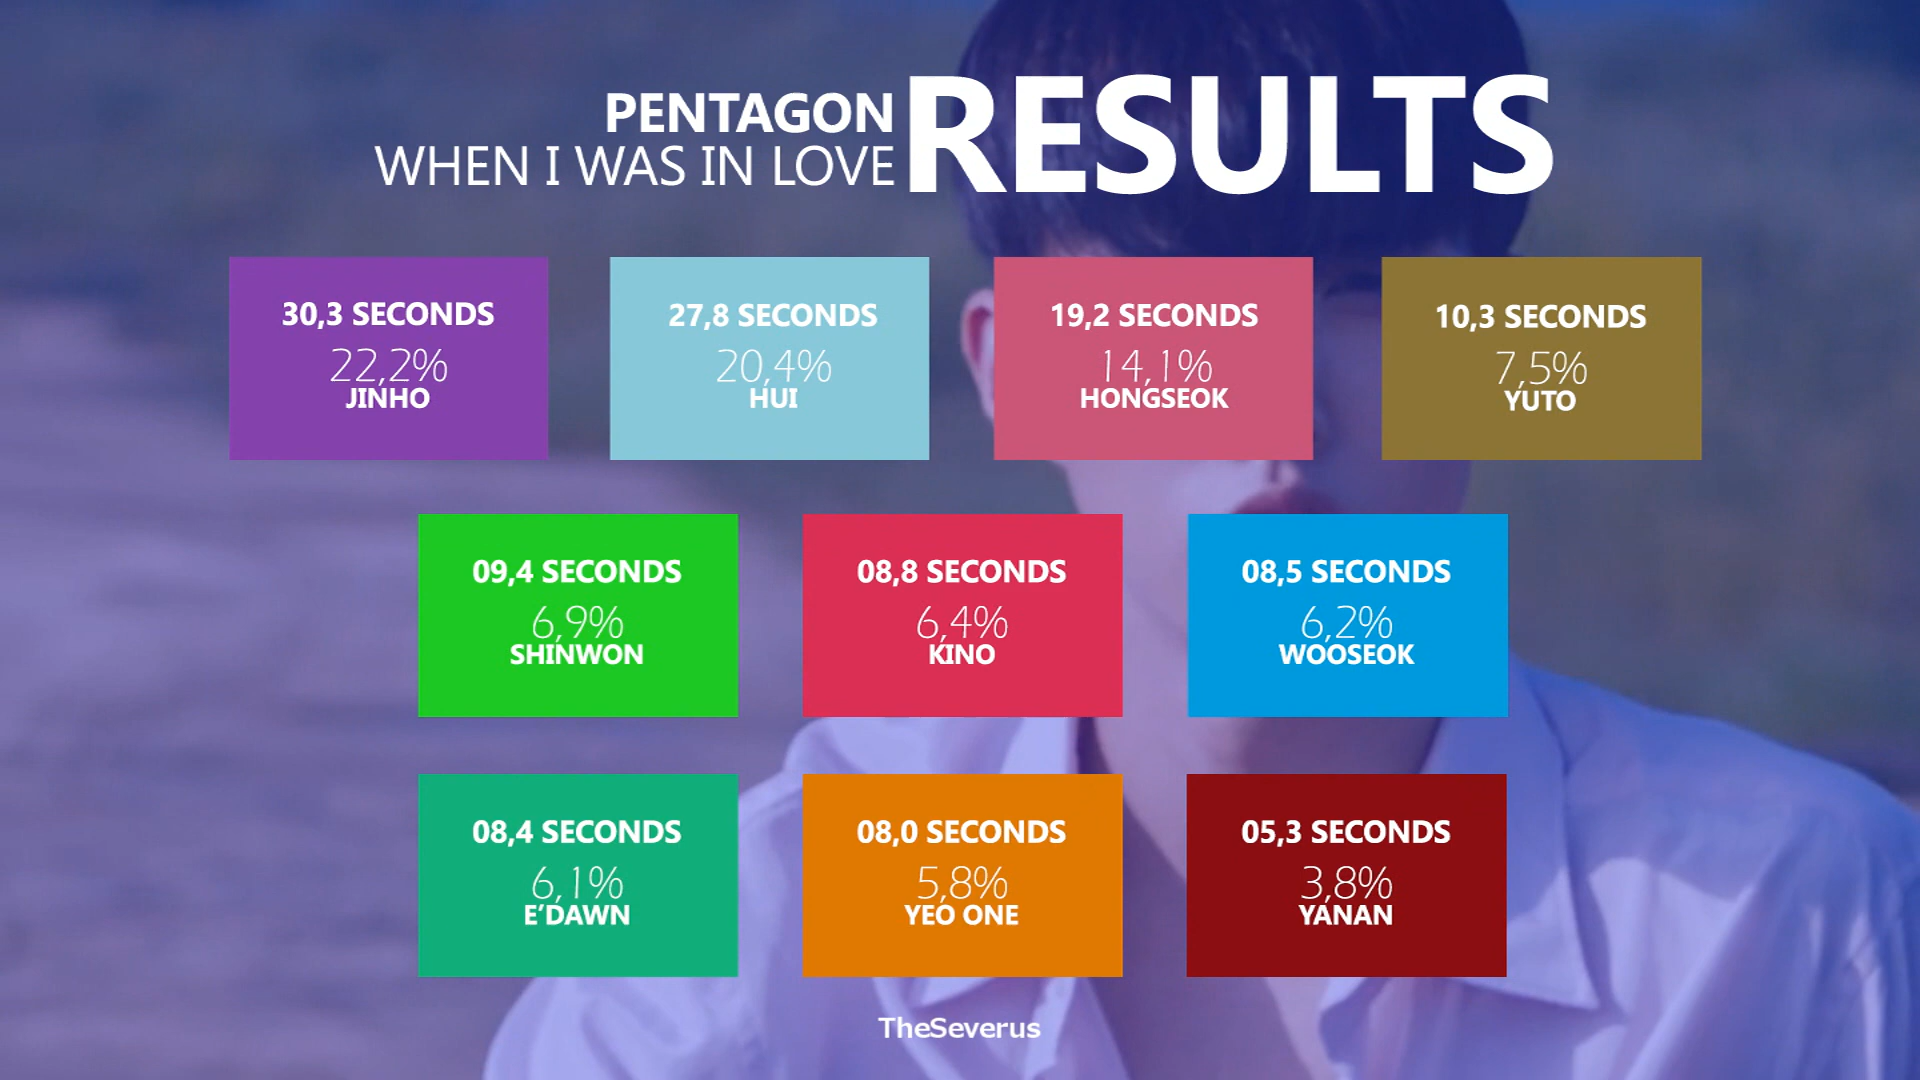 PENTAGON
WHEN I WAS IN LOVE
RESULTS
30,3 SECONDS
22,2%
JINHO
27,8 SECONDS
20,4%
HUI
19,2 SECONDS
14,1%
HONGSEOK
10,3 SECONDS
7,5%
YUTO
09,4 SECONDS
6,9%
SHINWON
08,8 SECONDS
6,4%
KINO
08,5 SECONDS
6,2%
WOOSEOK
08,4 SECONDS
6,1%
E'DAWN
08,0 SECONDS
5,8%
YEO ONE
05,3 SECONDS
3,8%
YANAN
TheSeverus